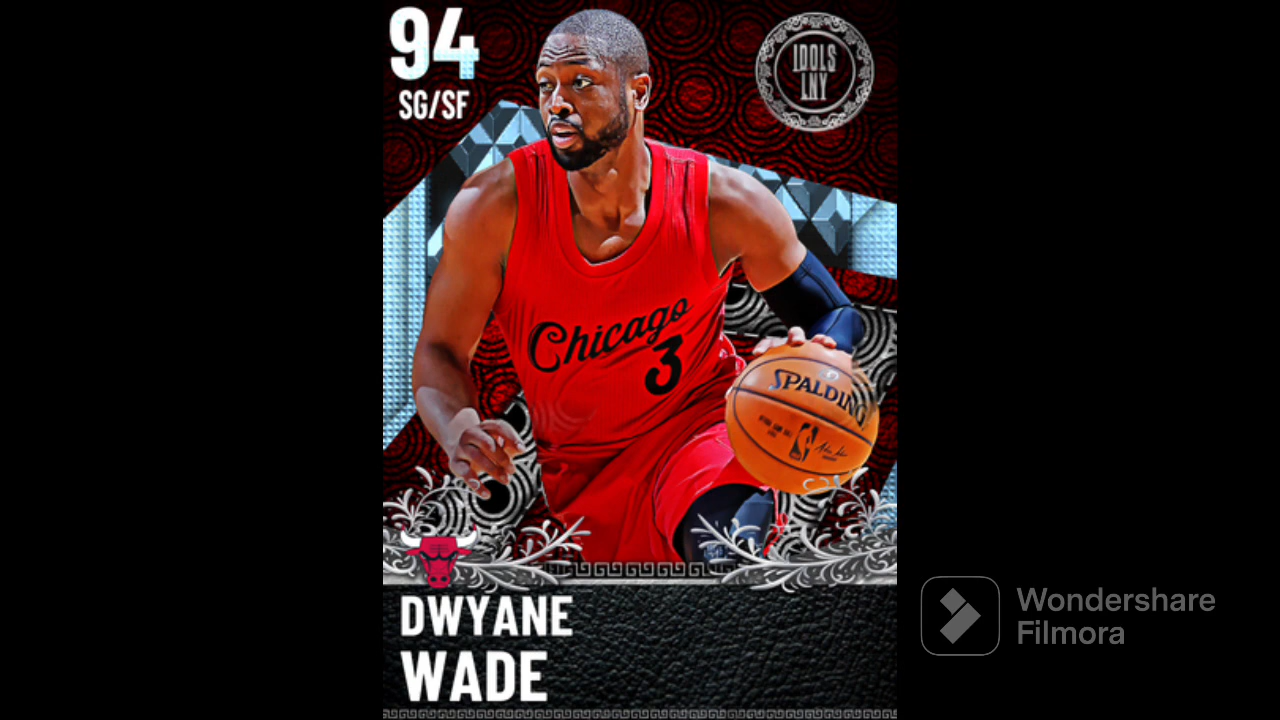 94
SG/SF
IDOLS
LNY
Chicago
3
SPALDING
DWYANE
WADE
Wondershare
Filmora